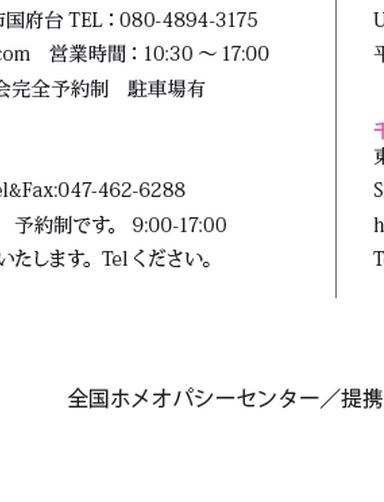 市国府台 TEL：080-4894-3175
com　営業時間：10:30 ～ 17:00
会完全予約制　駐車場有
el&Fax:047-462-6288
予約制です。 9:00-17:00
いたします。Tel ください。
U
平
千
東
S
h
T
全国ホメオパシーセンター／提携